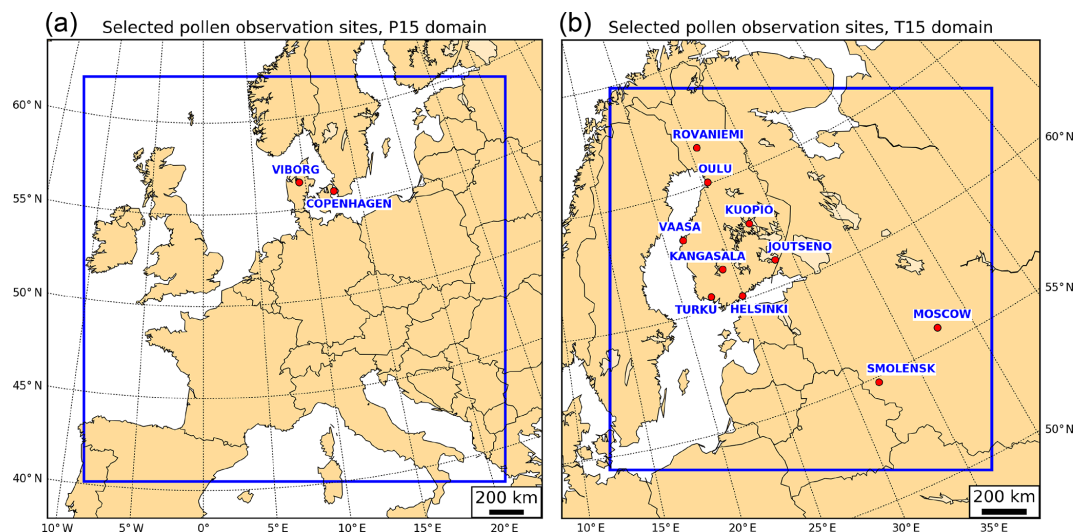 (a)
Selected pollen observation sites, P15 domain
60° N
55° N
50° N
45° N
40° N
VIBORG
COPENHAGEN
200 km
10° W
5° W
0°
5° E
10° E
15° E
20° E
(b)
Selected pollen observation sites, T15 domain
ROVANIEMI
OULU
KUOPIO
VAASA
KANGASALA
JOUTSENO
TURKU
HELSINKI
MOSCOW
SMOLENSK
60° N
55° N
50° N
200 km
10° E
15° E
20° E
25° E
30° E
35° E